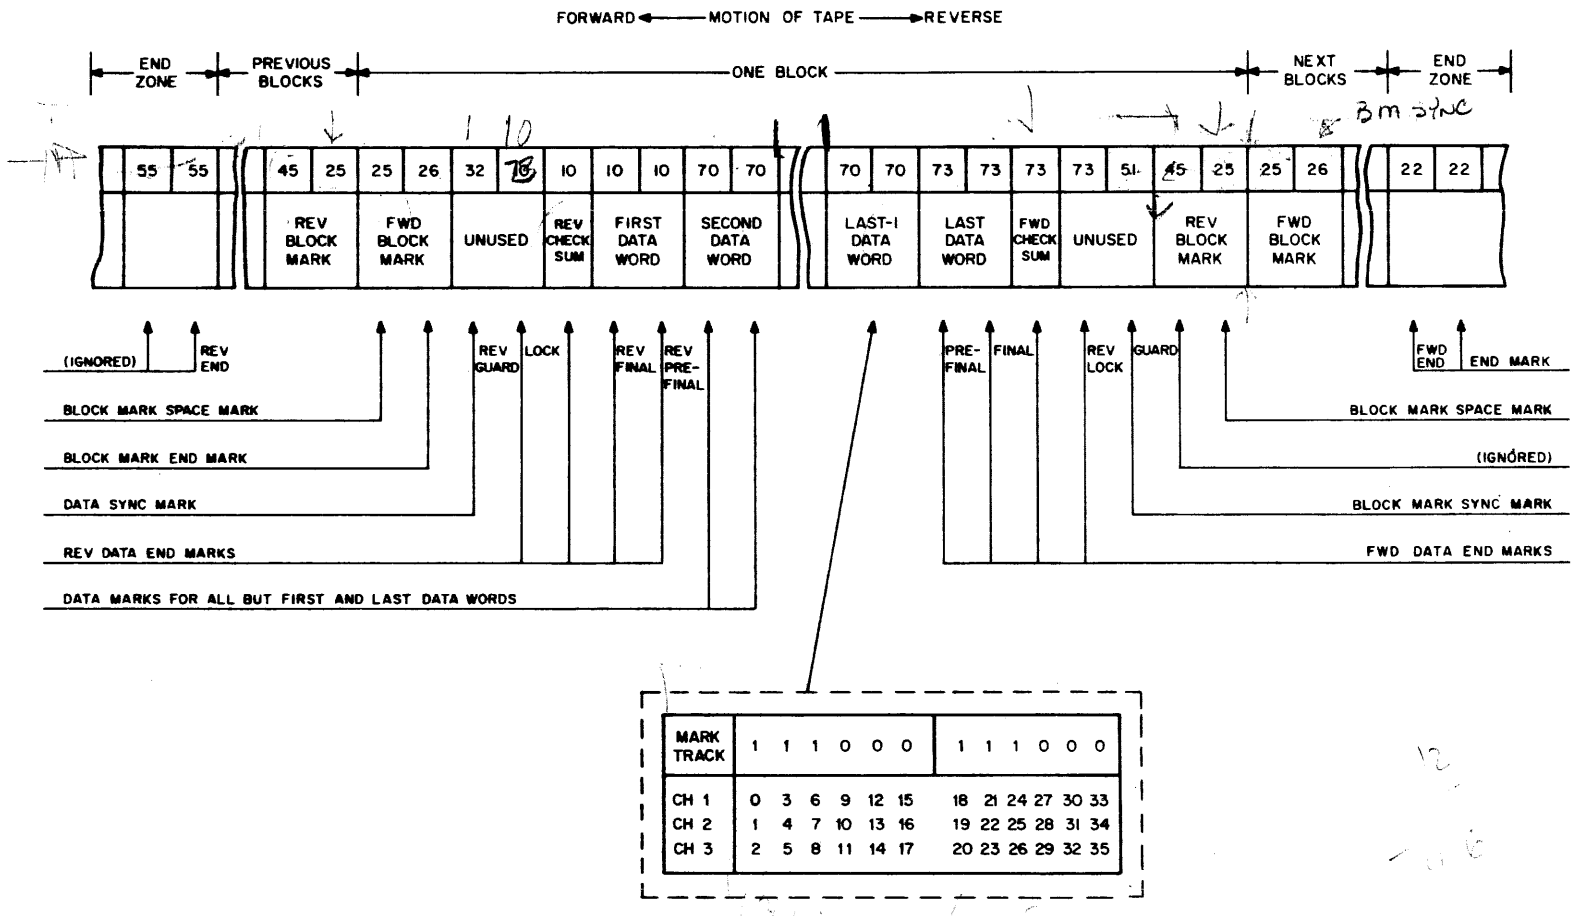 FORWARD MOTION OF TAPE REVERSE
END ZONE
PREVIOUS BLOCKS
ONE BLOCK
NEXT BLOCKS
END ZONE
1 10
BM SYNC
55 55 45 25 25 26 32 10 10 10 70 70 70 70 73 73 73 73 51 45 25 25 26 22 22
REV BLOCK MARK
FWD BLOCK MARK
UNUSED
REV CHECK SUM
FIRST DATA WORD
SECOND DATA WORD
LAST-1 DATA WORD
LAST DATA WORD
FWD CHECK SUM
UNUSED
REV BLOCK MARK
FWD BLOCK MARK
(IGNORED)
REV END
REV GUARD
LOCK
REV FINAL
REV PRE-FINAL
PRE-FINAL
FINAL
REV LOCK
GUARD
FWD END
END MARK
BLOCK MARK SPACE MARK
BLOCK MARK SPACE MARK
BLOCK MARK END MARK
(IGNORED)
DATA SYNC MARK
BLOCK MARK SYNC MARK
REV DATA END MARKS
FWD DATA END MARKS
DATA MARKS FOR ALL BUT FIRST AND LAST DATA WORDS
MARK TRACK 1 1 1 0 0 0 1 1 1 0 0 0
CH 1 0 3 6 9 12 15 18 21 24 27 30 33
CH 2 1 4 7 10 13 16 19 22 25 28 31 34
CH 3 2 5 8 11 14 17 20 23 26 29 32 35
12